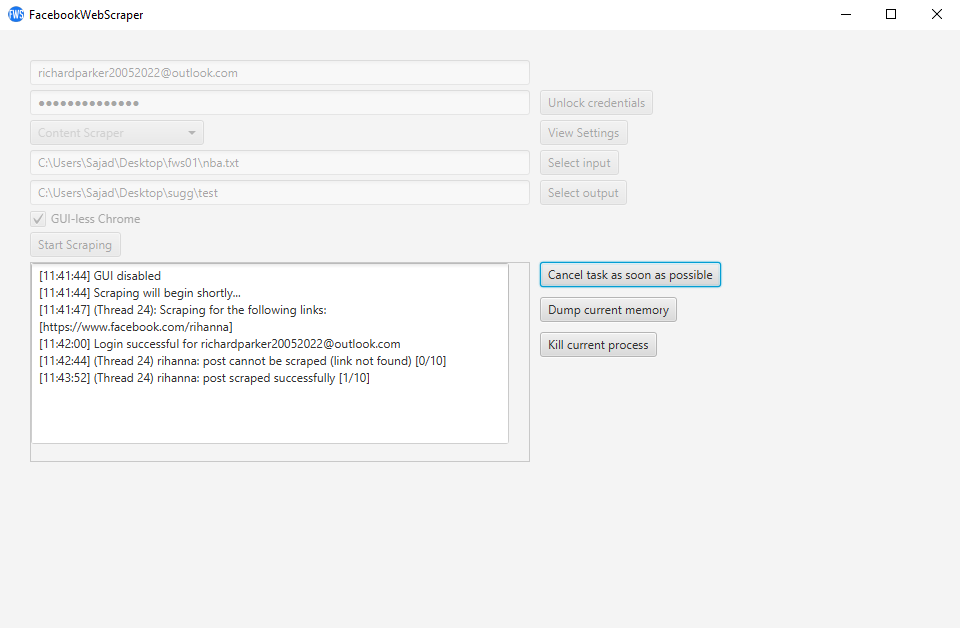 FWS FacebookWebScraper
richardparker20052022@outlook.com
●●●●●●●●●●●●●● Unlock credentials
Content Scraper View Settings
C:\Users\Sajad\Desktop\fws01\nba.txt Select input
C:\Users\Sajad\Desktop\sugg\test Select output
GUI-less Chrome
Start Scraping
[11:41:44] GUI disabled
[11:41:44] Scraping will begin shortly...
[11:41:47] (Thread 24): Scraping for the following links:
[https://www.facebook.com/rihanna]
[11:42:00] Login successful for richardparker20052022@outlook.com
[11:42:44] (Thread 24) rihanna: post cannot be scraped (link not found) [0/10]
[11:43:52] (Thread 24) rihanna: post scraped successfully [1/10]
Cancel task as soon as possible
Dump current memory
Kill current process